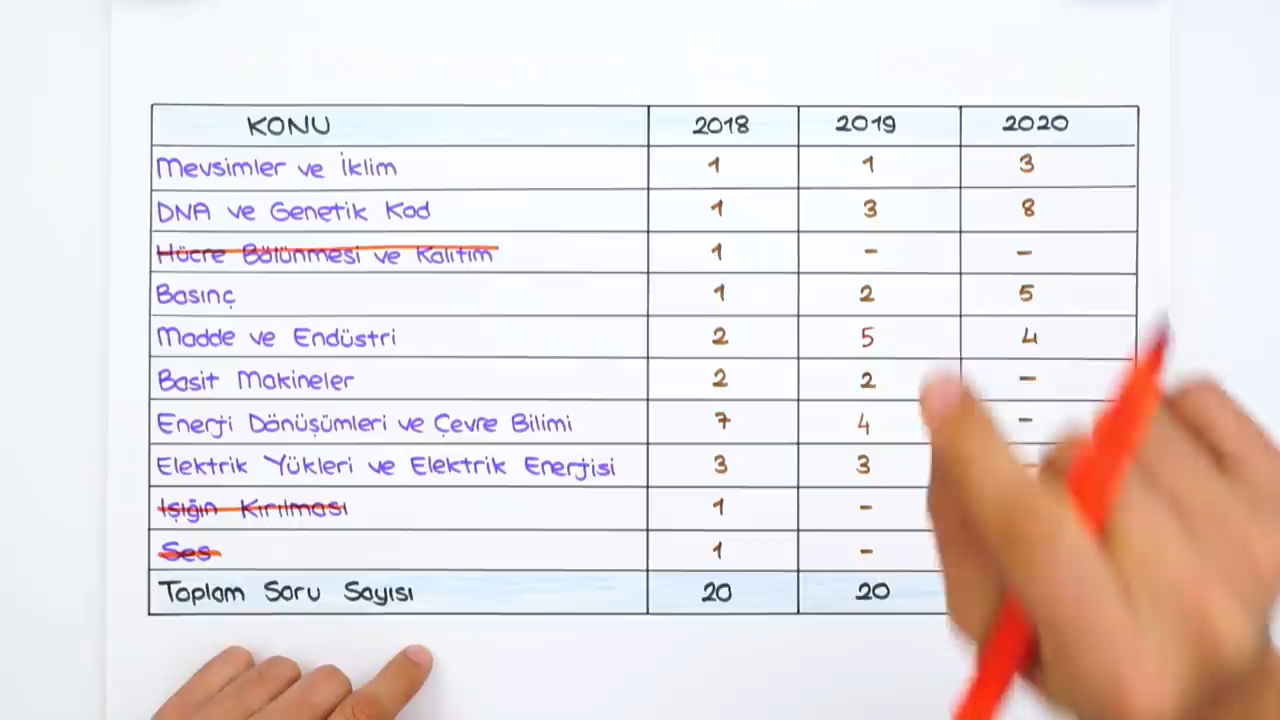 KONU 2018 2019 2020
Mevsimler ve İklim 1 1 3
DNA ve Genetik Kod 1 3 8
Hücre Bölünmesi ve Kalıtım 1 - -
Basınç 1 2 5
Madde ve Endüstri 2 5 4
Basit Makineler 2 2 -
Enerji Dönüşümleri ve Çevre Bilimi 7 4 -
Elektrik Yükleri ve Elektrik Enerjisi 3 3
Işığın Kırılması 1 -
Ses 1 -
Toplam Soru Sayısı 20 20